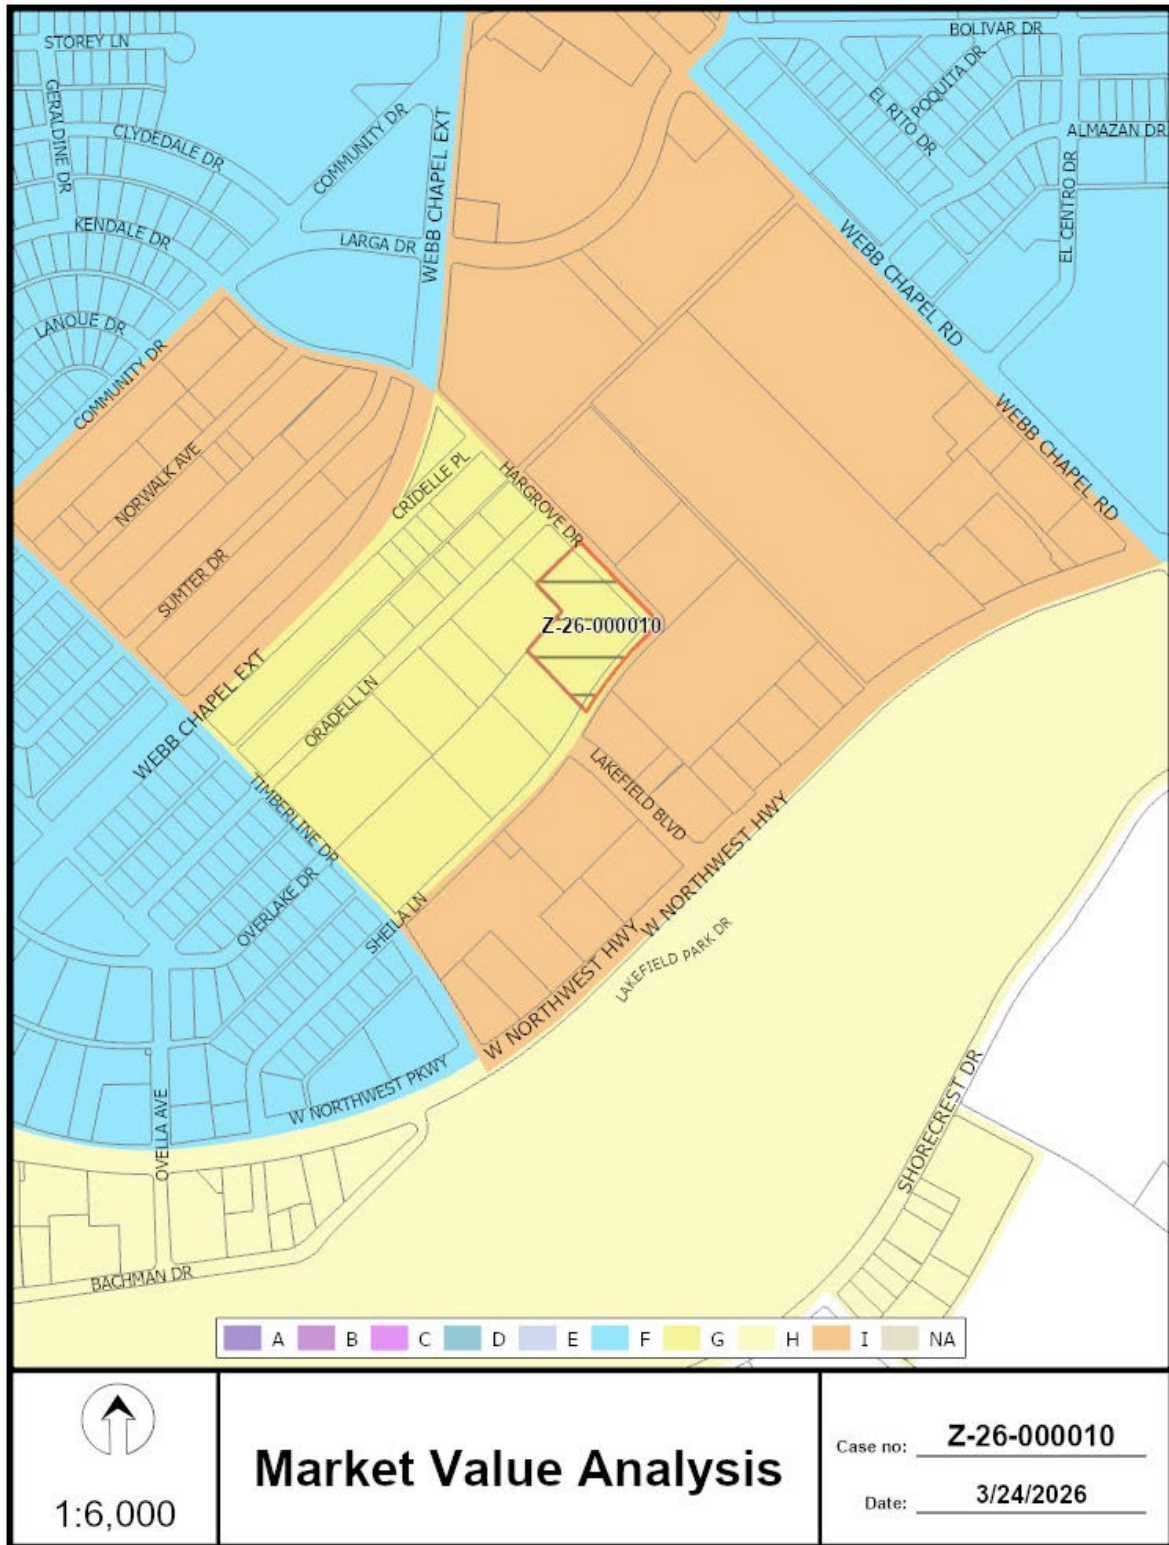 STOREY LN
BOLIVAR DR
GERALDINE DR
CLYDEDALE DR
COMMUNITY DR
WEBB CHAPEL EXT
EL RITO DR
POQUITA DR
ALMAZAN DR
EL CENTRO DR
KENDALE DR
LARGA DR
WEBB CHAPEL RD
LANOUE DR
COMMUNITY DR
WEBB CHAPEL RD
NORWALK AVE
CRIDELLE PL
HARGROVE DR
SUMTER DR
Z-26-000010
WEBB CHAPEL EXT
ORADELL LN
LAKEFIELD BLVD
TIMBERLINE DR
W NORTHWEST HWY
OVERLAKE DR
SHEILA LN
W NORTHWEST HWY
LAKEFIELD PARK DR
W NORTHWEST PKWY
OVELLA AVE
SHORECREST DR
BACHMAN DR
A B C D E F G H I NA
1:6,000
Market Value Analysis
Case no: Z-26-000010
Date: 3/24/2026